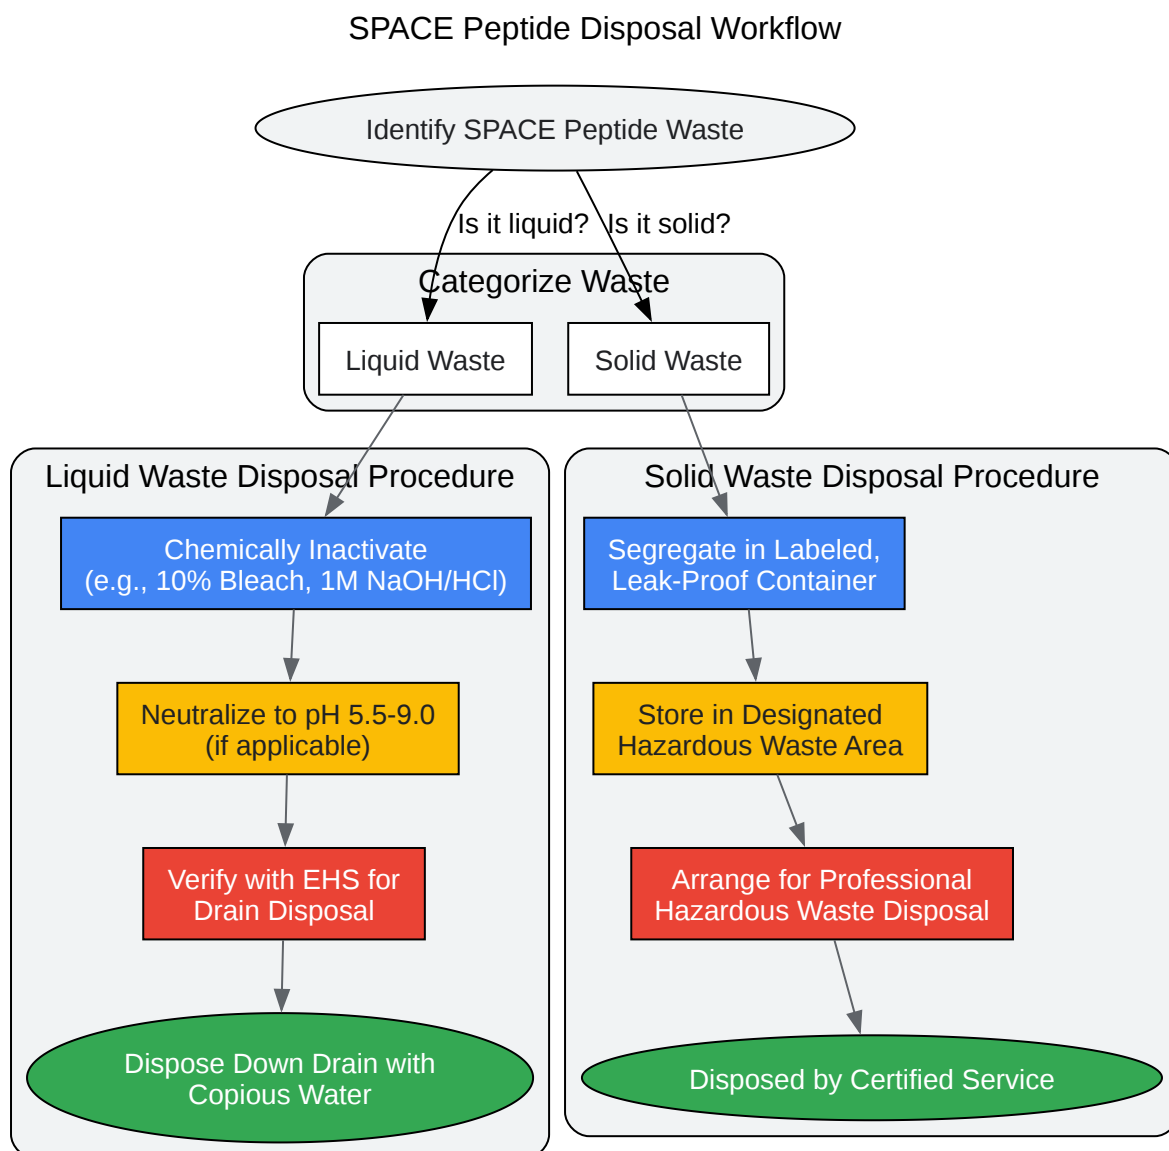 SPACE Peptide Disposal Workflow
Identify SPACE Peptide Waste
Is it liquid?
Is it solid?
Categorize Waste
Liquid Waste
Solid Waste
Liquid Waste Disposal Procedure
Chemically Inactivate
(e.g., 10% Bleach, 1M NaOH/HCl)
Neutralize to pH 5.5-9.0
(if applicable)
Verify with EHS for
Drain Disposal
Dispose Down Drain with
Copious Water
Solid Waste Disposal Procedure
Segregate in Labeled,
Leak-Proof Container
Store in Designated
Hazardous Waste Area
Arrange for Professional
Hazardous Waste Disposal
Disposed by Certified Service